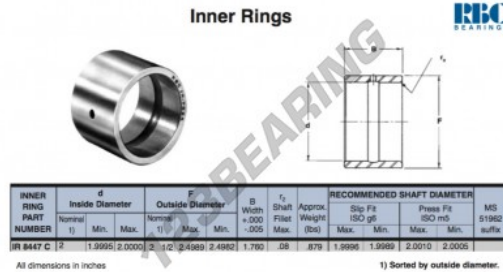 Inner Rings
RBC
BEARINGS
123BEARING
B
r₂
d
F
INNER RING PART NUMBER
d Inside Diameter
F Outside Diameter
B Width +.000 -.005
r₂ Shaft Fillet Max.
Approx. Weight (lbs)
RECOMMENDED SHAFT DIAMETER
Slip Fit ISO g6
Press Fit ISO m5
MS 51962 suffix
Nominal 1) Min. Max. Nominal 1) Max. Min. Max. Min. Max. Min.
IR 8447 C 2 1.9995 2.0000 2 1/2 2.4989 2.4982 1.760 .08 .879 1.9996 1.9989 2.0010 2.0005
All dimensions in inches
1) Sorted by outside diameter.